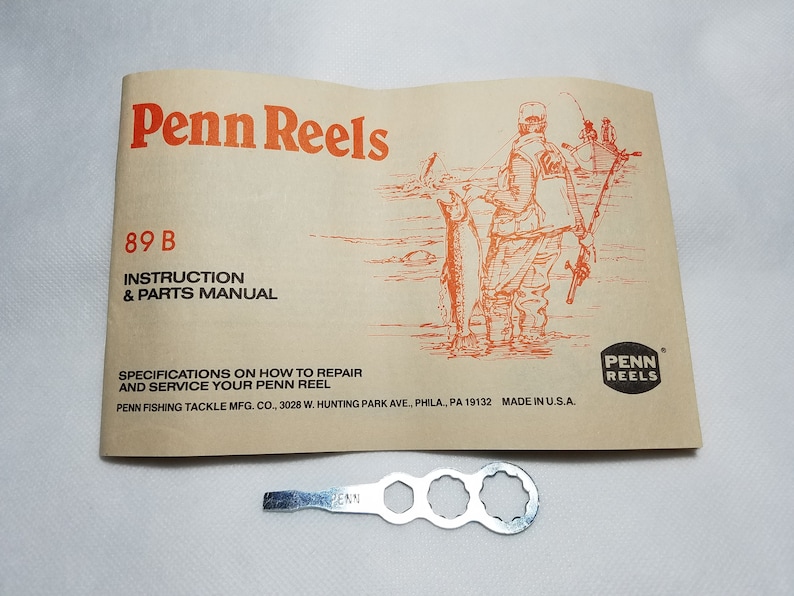 Penn Reels
89 B
INSTRUCTION
& PARTS MANUAL
SPECIFICATIONS ON HOW TO REPAIR
AND SERVICE YOUR PENN REEL
PENN FISHING TACKLE MFG. CO., 3028 W. HUNTING PARK AVE., PHILA., PA 19132 MADE IN U.S.A.
PENN
REELS
®
PENN